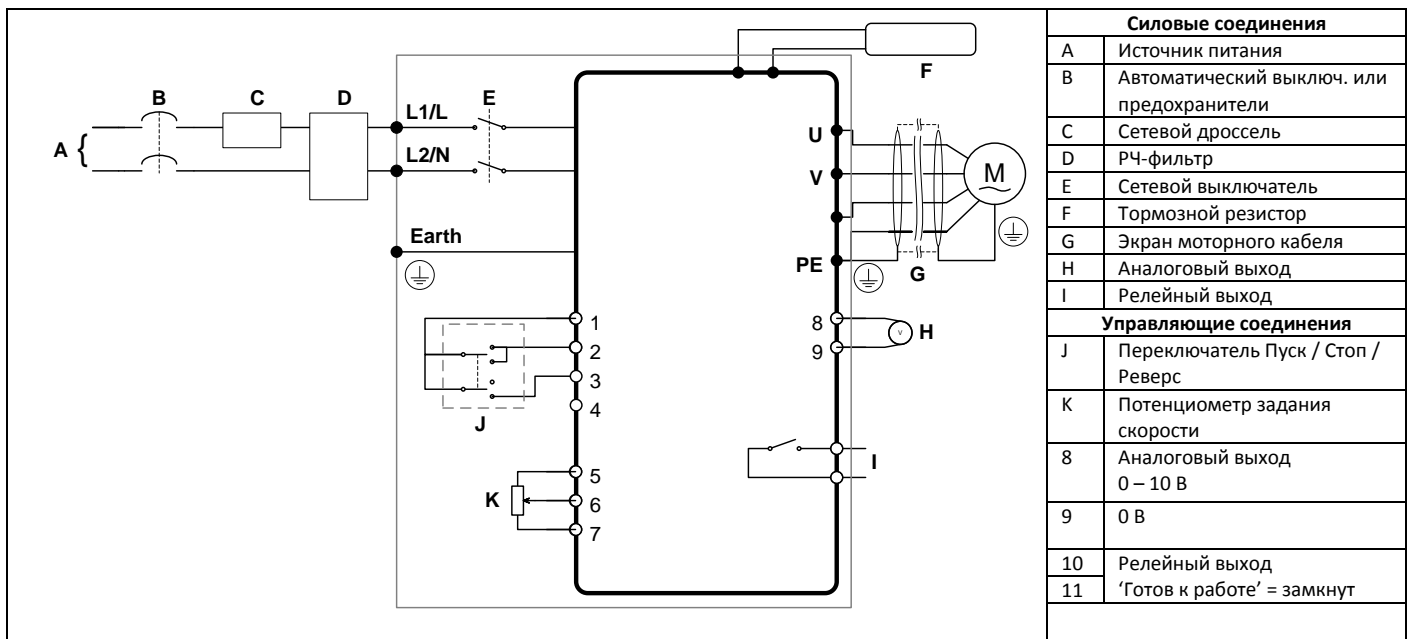 A {
B
C
D
L1/L
E
L2/N
Earth
F
U
V
PE
M
G
1
2
3
4
J
8
9
V
H
K
5
6
7
I
Силовые соединения
A Источник питания
B Автоматический выключ. или
предохранители
C Сетевой дроссель
D РЧ-фильтр
E Сетевой выключатель
F Тормозной резистор
G Экран моторного кабеля
H Аналоговый выход
I Релейный выход
Управляющие соединения
J Переключатель Пуск / Стоп /
Реверс
K Потенциометр задания
скорости
8 Аналоговый выход
0 – 10 В
9 0 В
10 Релейный выход
11 ‘Готов к работе’ = замкнут